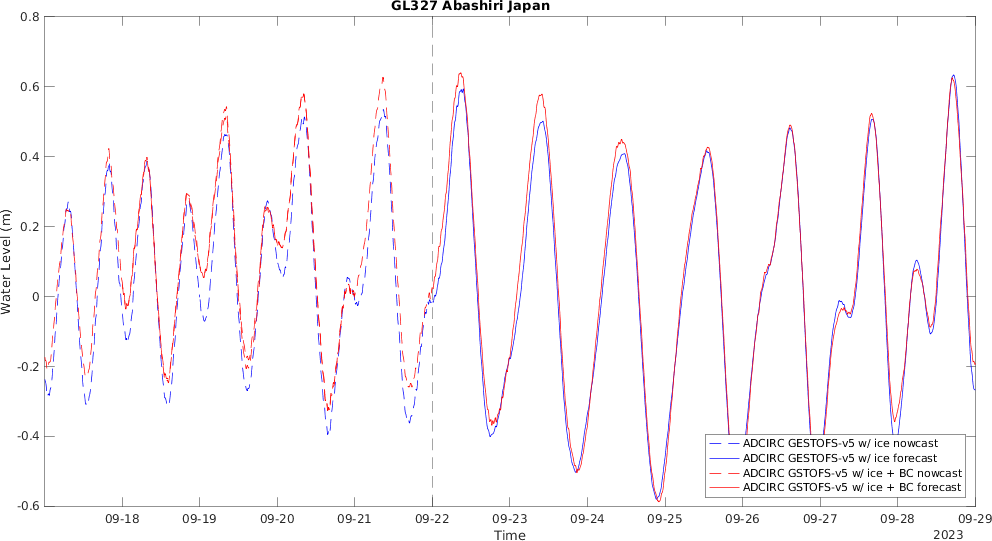 GL327 Abashiri Japan
0.8
0.6
0.4
0.2
0
-0.2
-0.4
-0.6
Water Level (m)
ADCIRC GESTOFS-v5 w/ ice nowcast
ADCIRC GESTOFS-v5 w/ ice forecast
ADCIRC GSTOFS-v5 w/ ice + BC nowcast
ADCIRC GSTOFS-v5 w/ ice + BC forecast
09-18 09-19 09-20 09-21 09-22 09-23 09-24 09-25 09-26 09-27 09-28 09-29
Time
2023